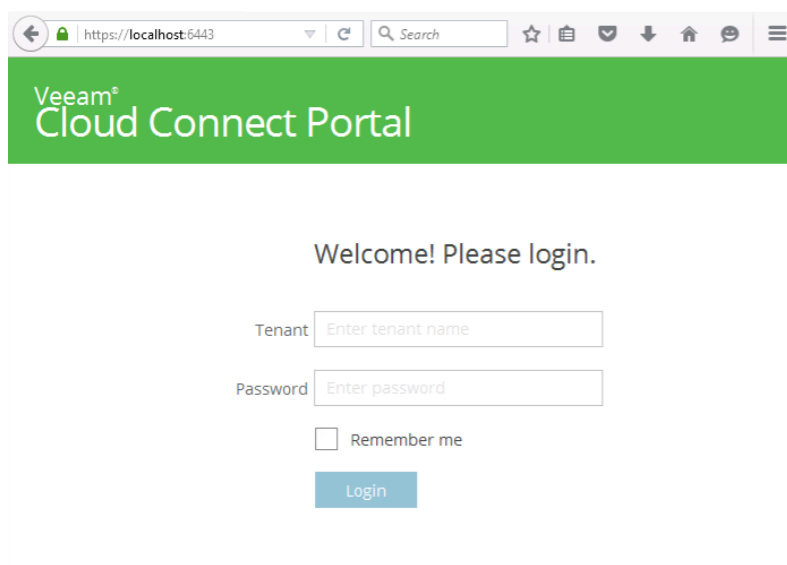 https://localhost:6443
Search
Veeam®
Cloud Connect Portal
Welcome! Please login.
Tenant Enter tenant name
Password Enter password
Remember me
Login